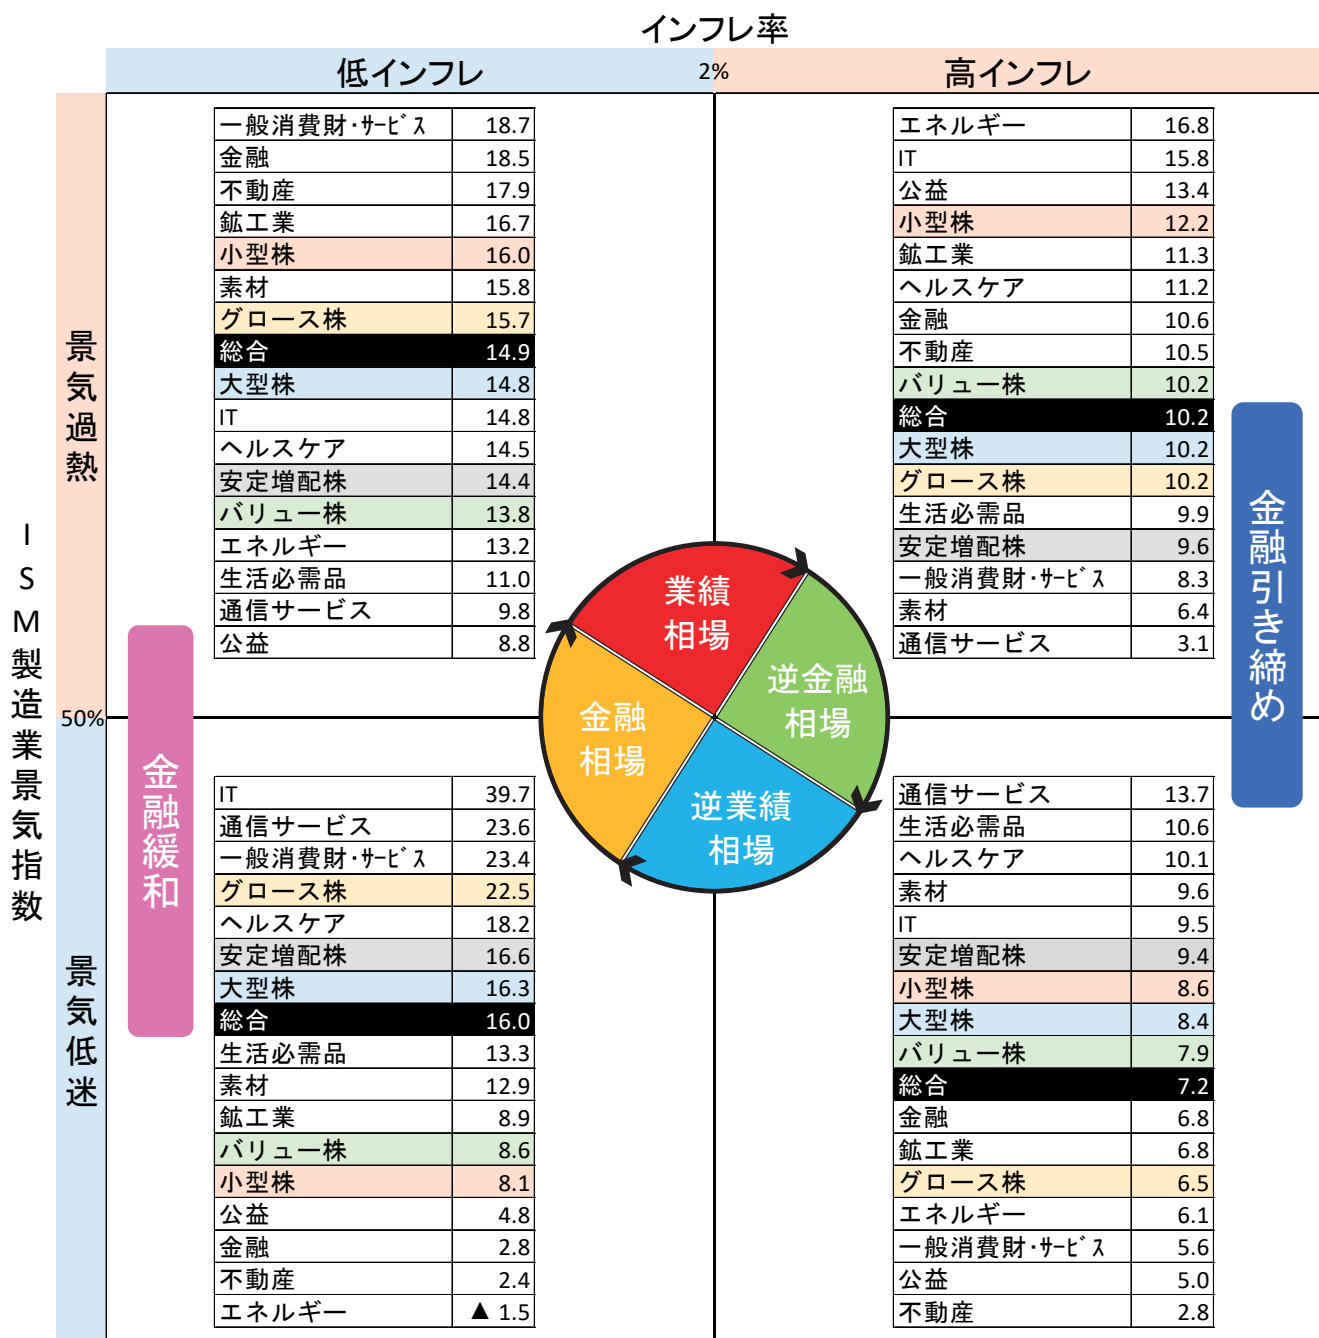 インフレ率
低インフレ
2%
高インフレ
景気過熱
ISM製造業景気指数
50%
景気低迷
一般消費財･ｻｰﾋﾞｽ 18.7
金融 18.5
不動産 17.9
鉱工業 16.7
小型株 16.0
素材 15.8
グロース株 15.7
総合 14.9
大型株 14.8
IT 14.8
ヘルスケア 14.5
安定増配株 14.4
バリュー株 13.8
エネルギー 13.2
生活必需品 11.0
通信サービス 9.8
公益 8.8
エネルギー 16.8
IT 15.8
公益 13.4
小型株 12.2
鉱工業 11.3
ヘルスケア 11.2
金融 10.6
不動産 10.5
バリュー株 10.2
総合 10.2
大型株 10.2
グロース株 10.2
生活必需品 9.9
安定増配株 9.6
一般消費財･ｻｰﾋﾞｽ 8.3
素材 6.4
通信サービス 3.1
金融引き締め
業績
相場
逆金融
相場
金融
相場
逆業績
相場
金融緩和
IT 39.7
通信サービス 23.6
一般消費財･ｻｰﾋﾞｽ 23.4
グロース株 22.5
ヘルスケア 18.2
安定増配株 16.6
大型株 16.3
総合 16.0
生活必需品 13.3
素材 12.9
鉱工業 8.9
バリュー株 8.6
小型株 8.1
公益 4.8
金融 2.8
不動産 2.4
エネルギー ▲ 1.5
通信サービス 13.7
生活必需品 10.6
ヘルスケア 10.1
素材 9.6
IT 9.5
安定増配株 9.4
小型株 8.6
大型株 8.4
バリュー株 7.9
総合 7.2
金融 6.8
鉱工業 6.8
グロース株 6.5
エネルギー 6.1
一般消費財･ｻｰﾋﾞｽ 5.6
公益 5.0
不動産 2.8